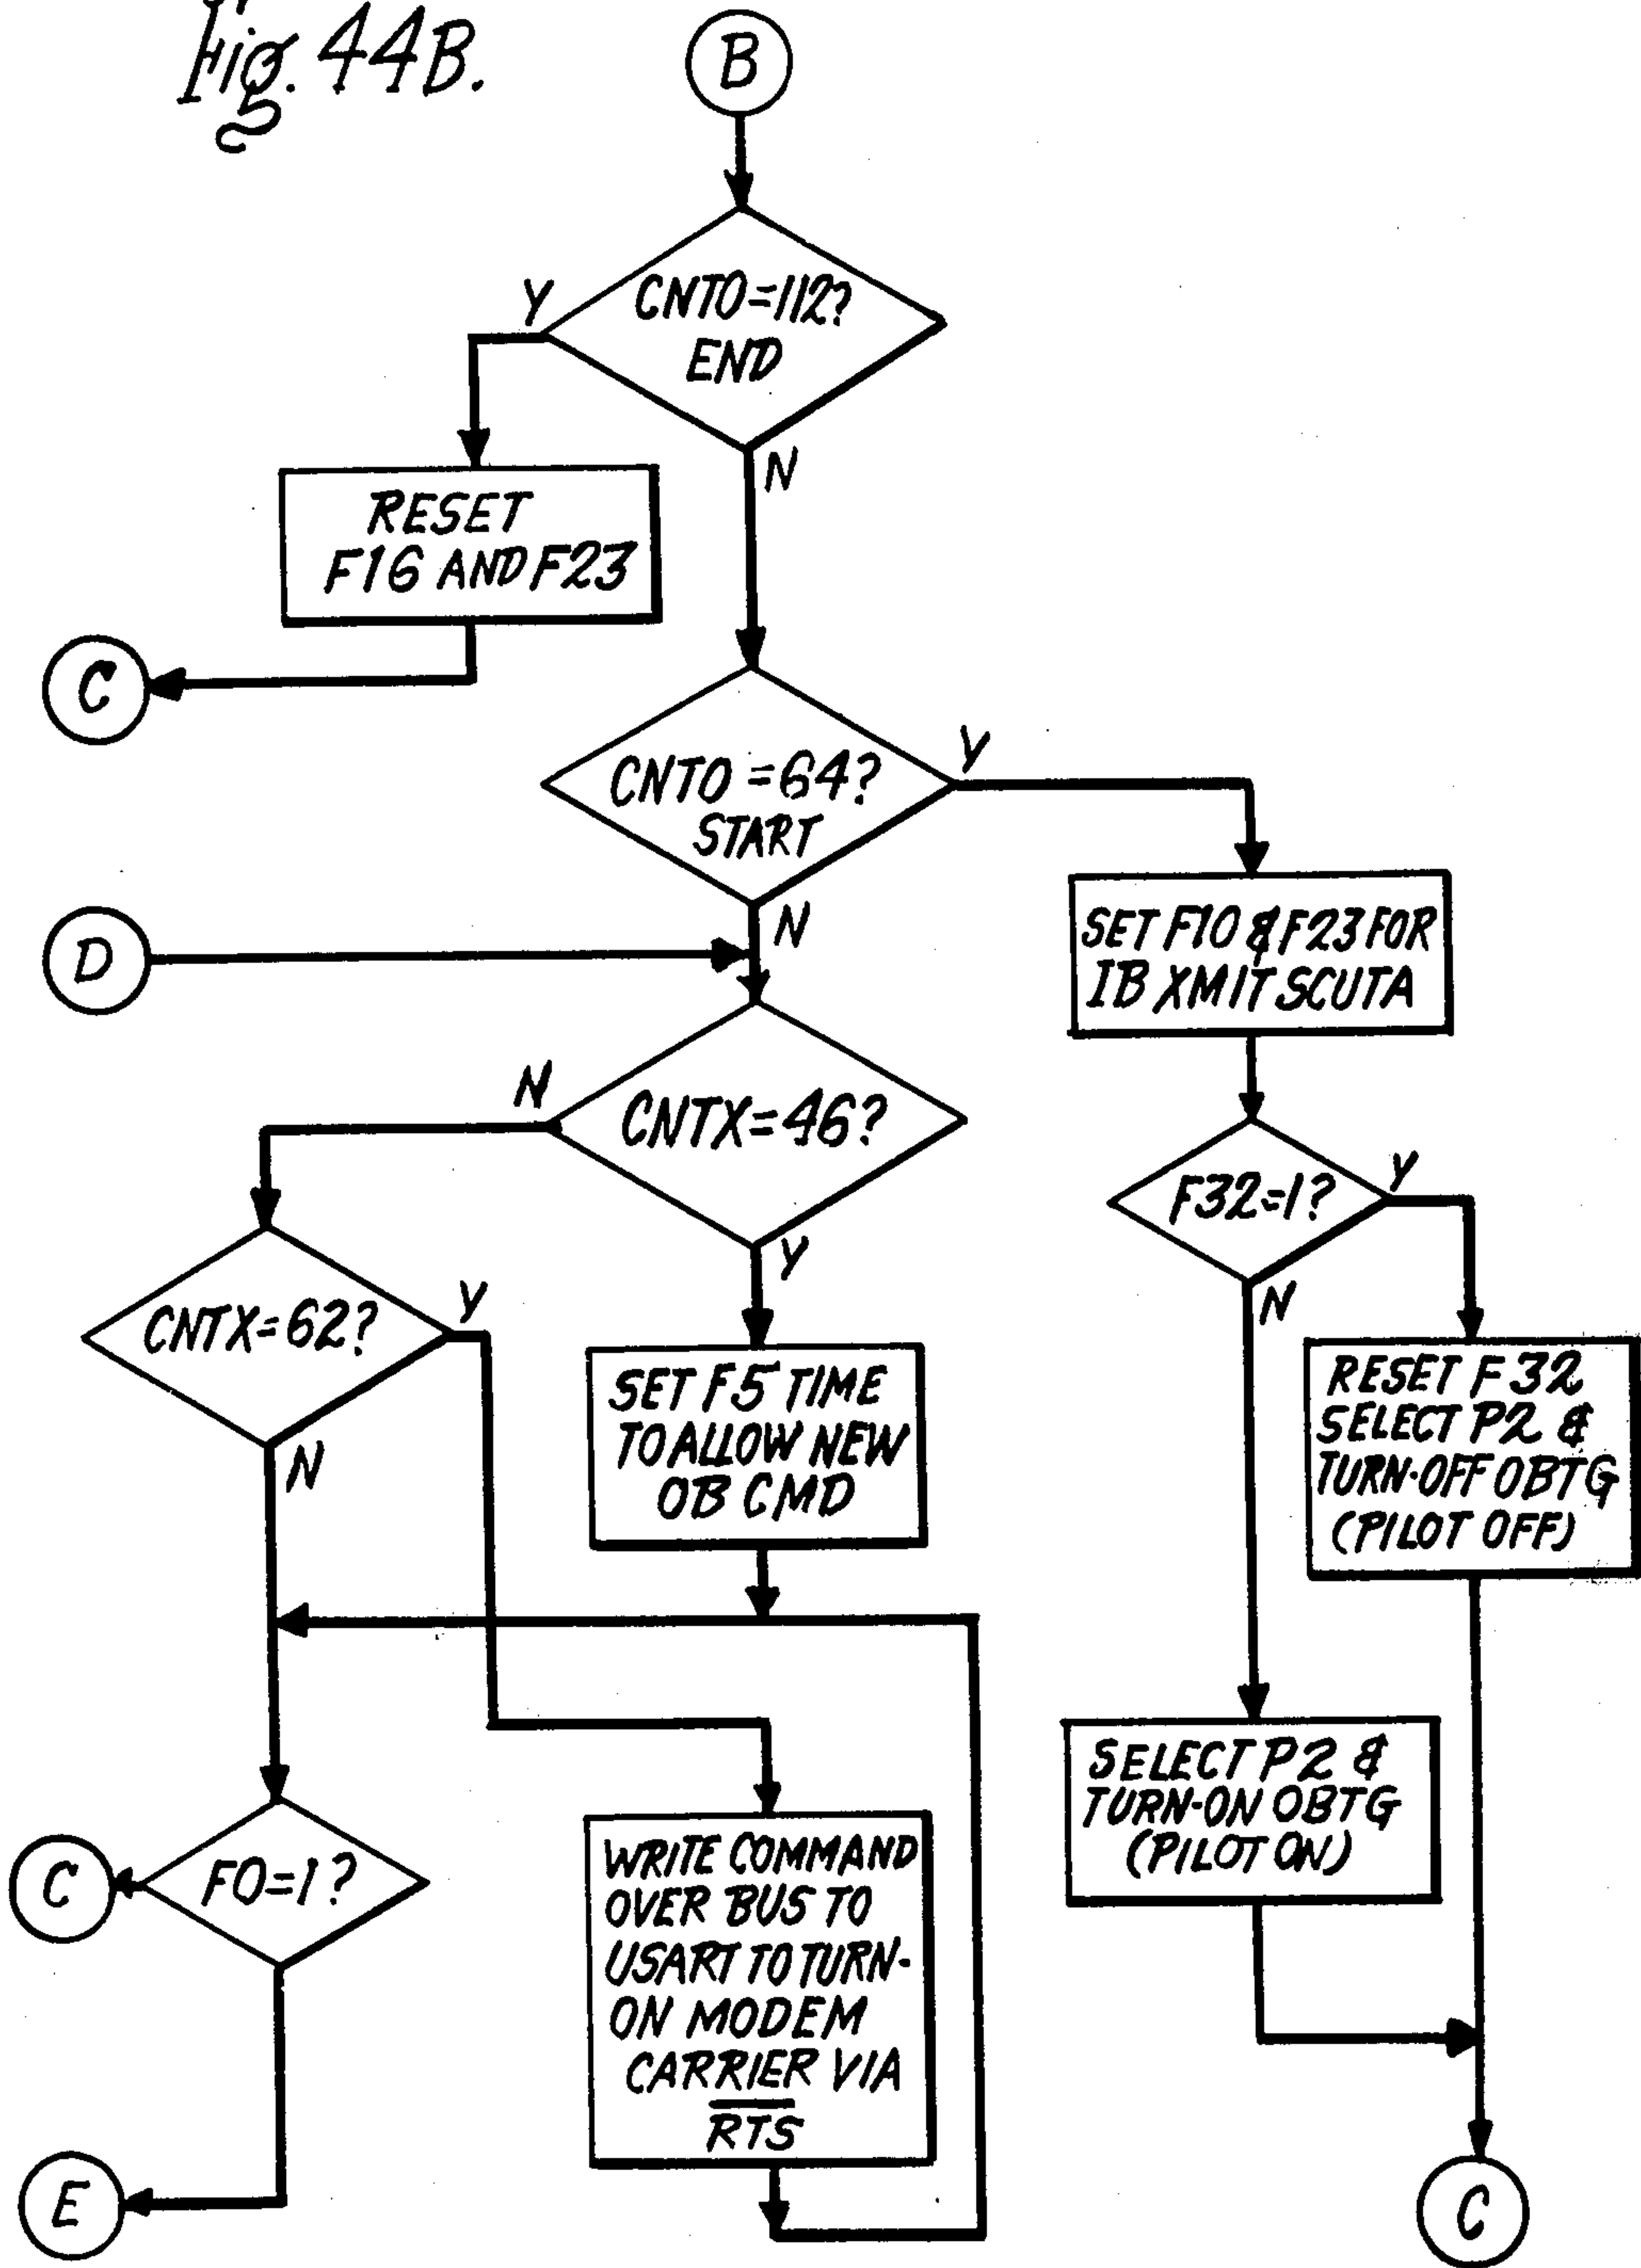 Fig. 44B.
B
CNTO=112?
END
Y
N
RESET
F16 AND F23
C
CNTO=64?
START
Y
N
D
SET F10 & F23 FOR
IB XMIT SCUTA
CNTX=46?
N
Y
F32=1?
Y
N
CNTX=62?
Y
N
SET F5 TIME
TO ALLOW NEW
OB CMD
RESET F32
SELECT P2 &
TURN-OFF OBTG
(PILOT OFF)
SELECT P2 &
TURN-ON OBTG
(PILOT ON)
C
FO=1?
WRITE COMMAND
OVER BUS TO
USART TO TURN-
ON MODEM
CARRIER VIA
RTS
E
C